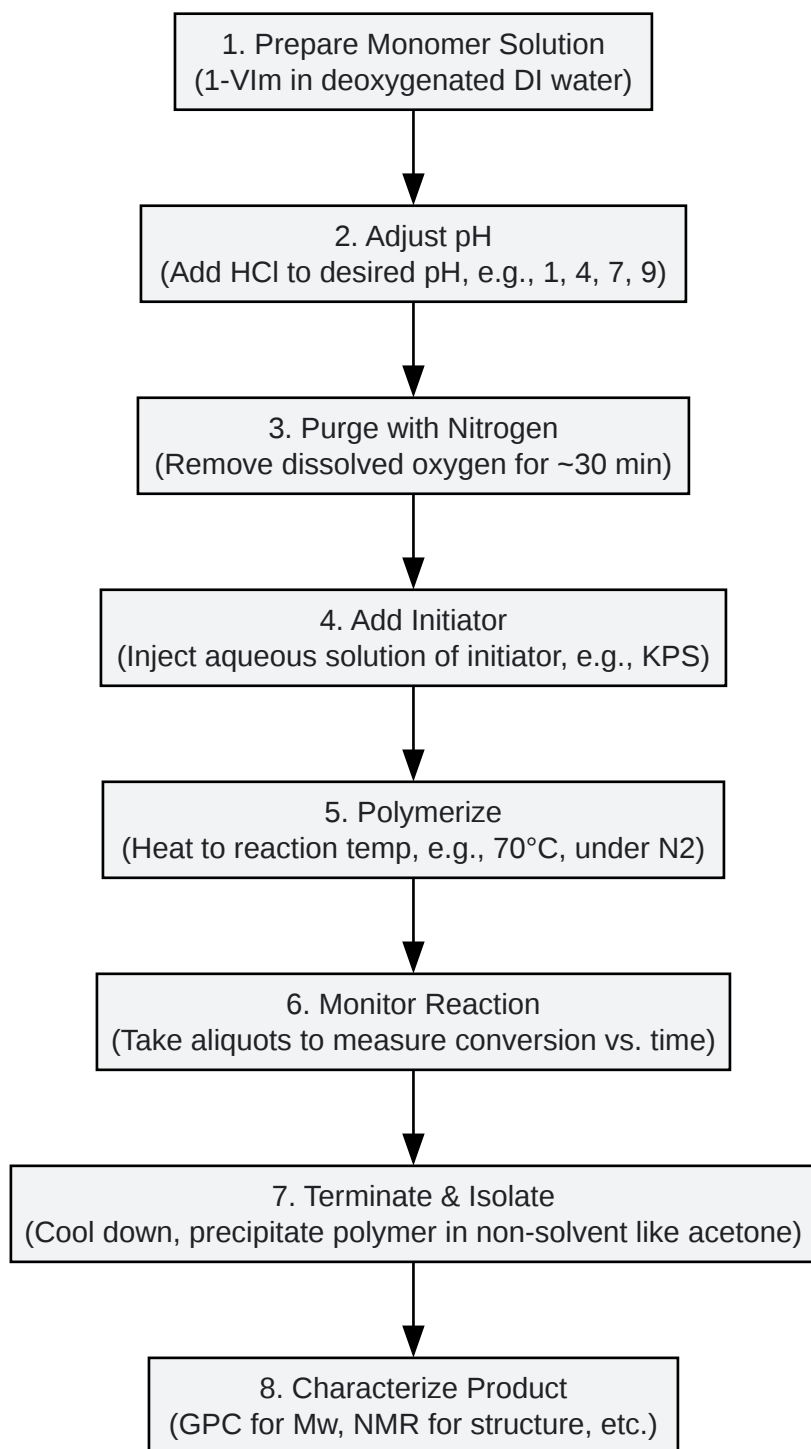 1. Prepare Monomer Solution
(1-VIm in deoxygenated DI water)
2. Adjust pH
(Add HCl to desired pH, e.g., 1, 4, 7, 9)
3. Purge with Nitrogen
(Remove dissolved oxygen for ~30 min)
4. Add Initiator
(Inject aqueous solution of initiator, e.g., KPS)
5. Polymerize
(Heat to reaction temp, e.g., 70°C, under N2)
6. Monitor Reaction
(Take aliquots to measure conversion vs. time)
7. Terminate & Isolate
(Cool down, precipitate polymer in non-solvent like acetone)
8. Characterize Product
(GPC for Mw, NMR for structure, etc.)